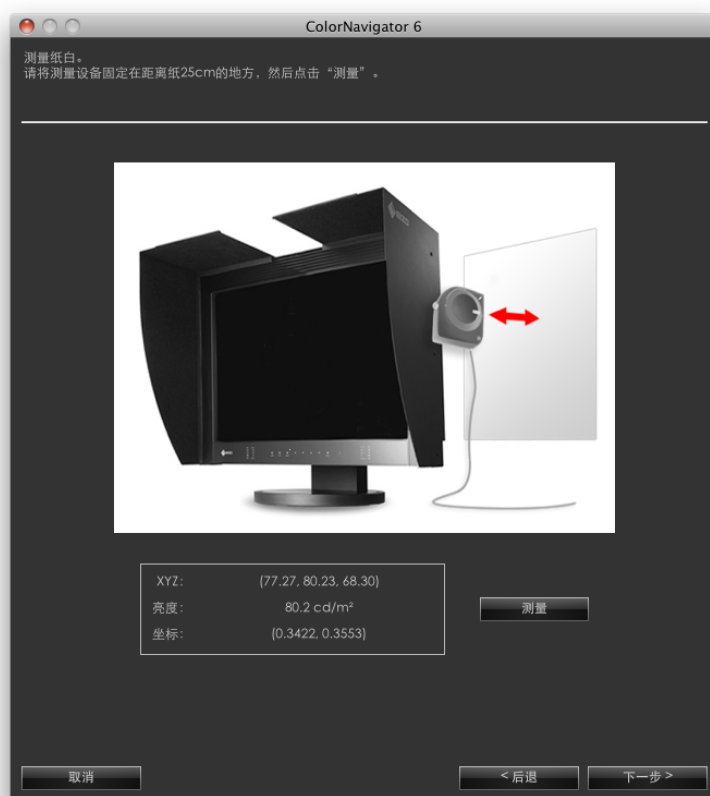 ColorNavigator 6
测量纸白。
请将测量设备固定在距离纸25cm的地方，然后点击“测量”。
EIZO
XYZ： (77.27, 80.23, 68.30)
亮度： 80.2 cd/m² 测量
坐标： (0.3422, 0.3553)
取消 <后退 下一步>